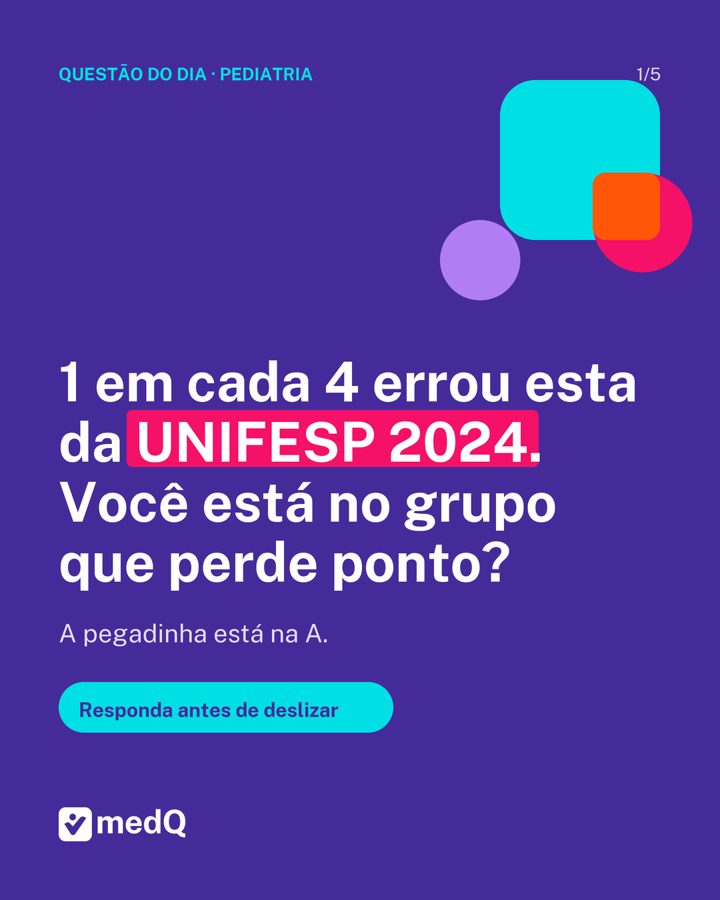 QUESTÃO DO DIA · PEDIATRIA
1/5
1 em cada 4 errou esta
da UNIFESP 2024.
Você está no grupo
que perde ponto?
A pegadinha está na A.
Responda antes de deslizar
medQ